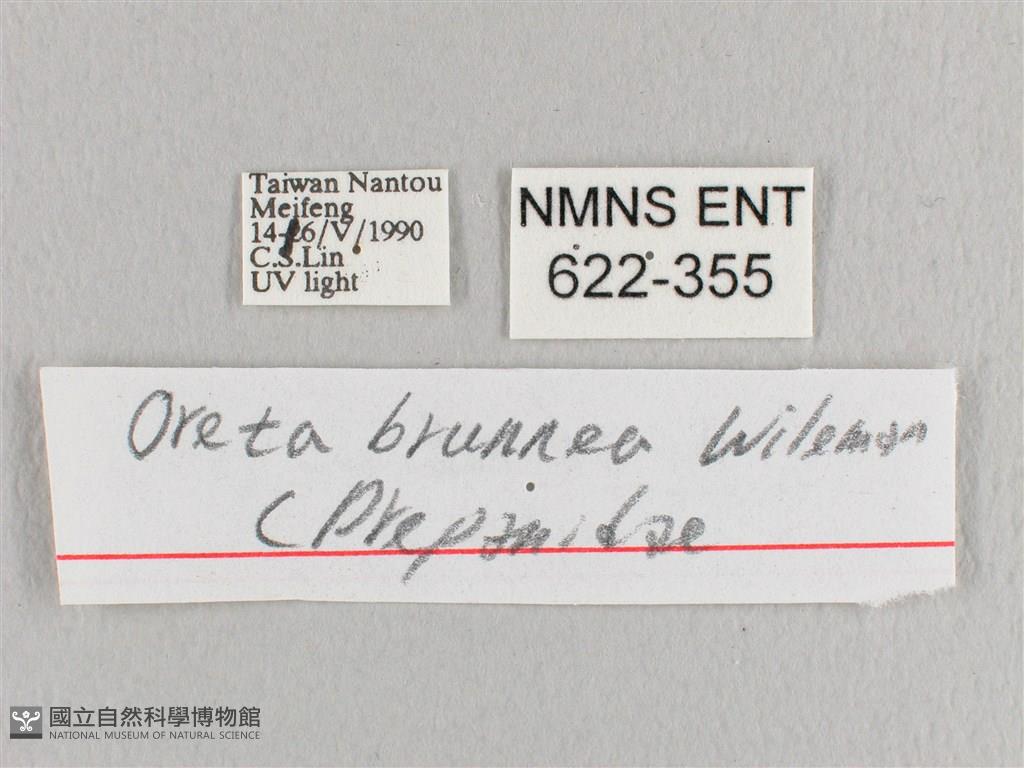 Taiwan Nantou
Meifeng
14-16/V/1990
C.S.Lin
UV light
NMNS ENT
622-355
Oreta brunnea Wileman
(Drepanidae
國立自然科學博物館
NATIONAL MUSEUM OF NATURAL SCIENCE